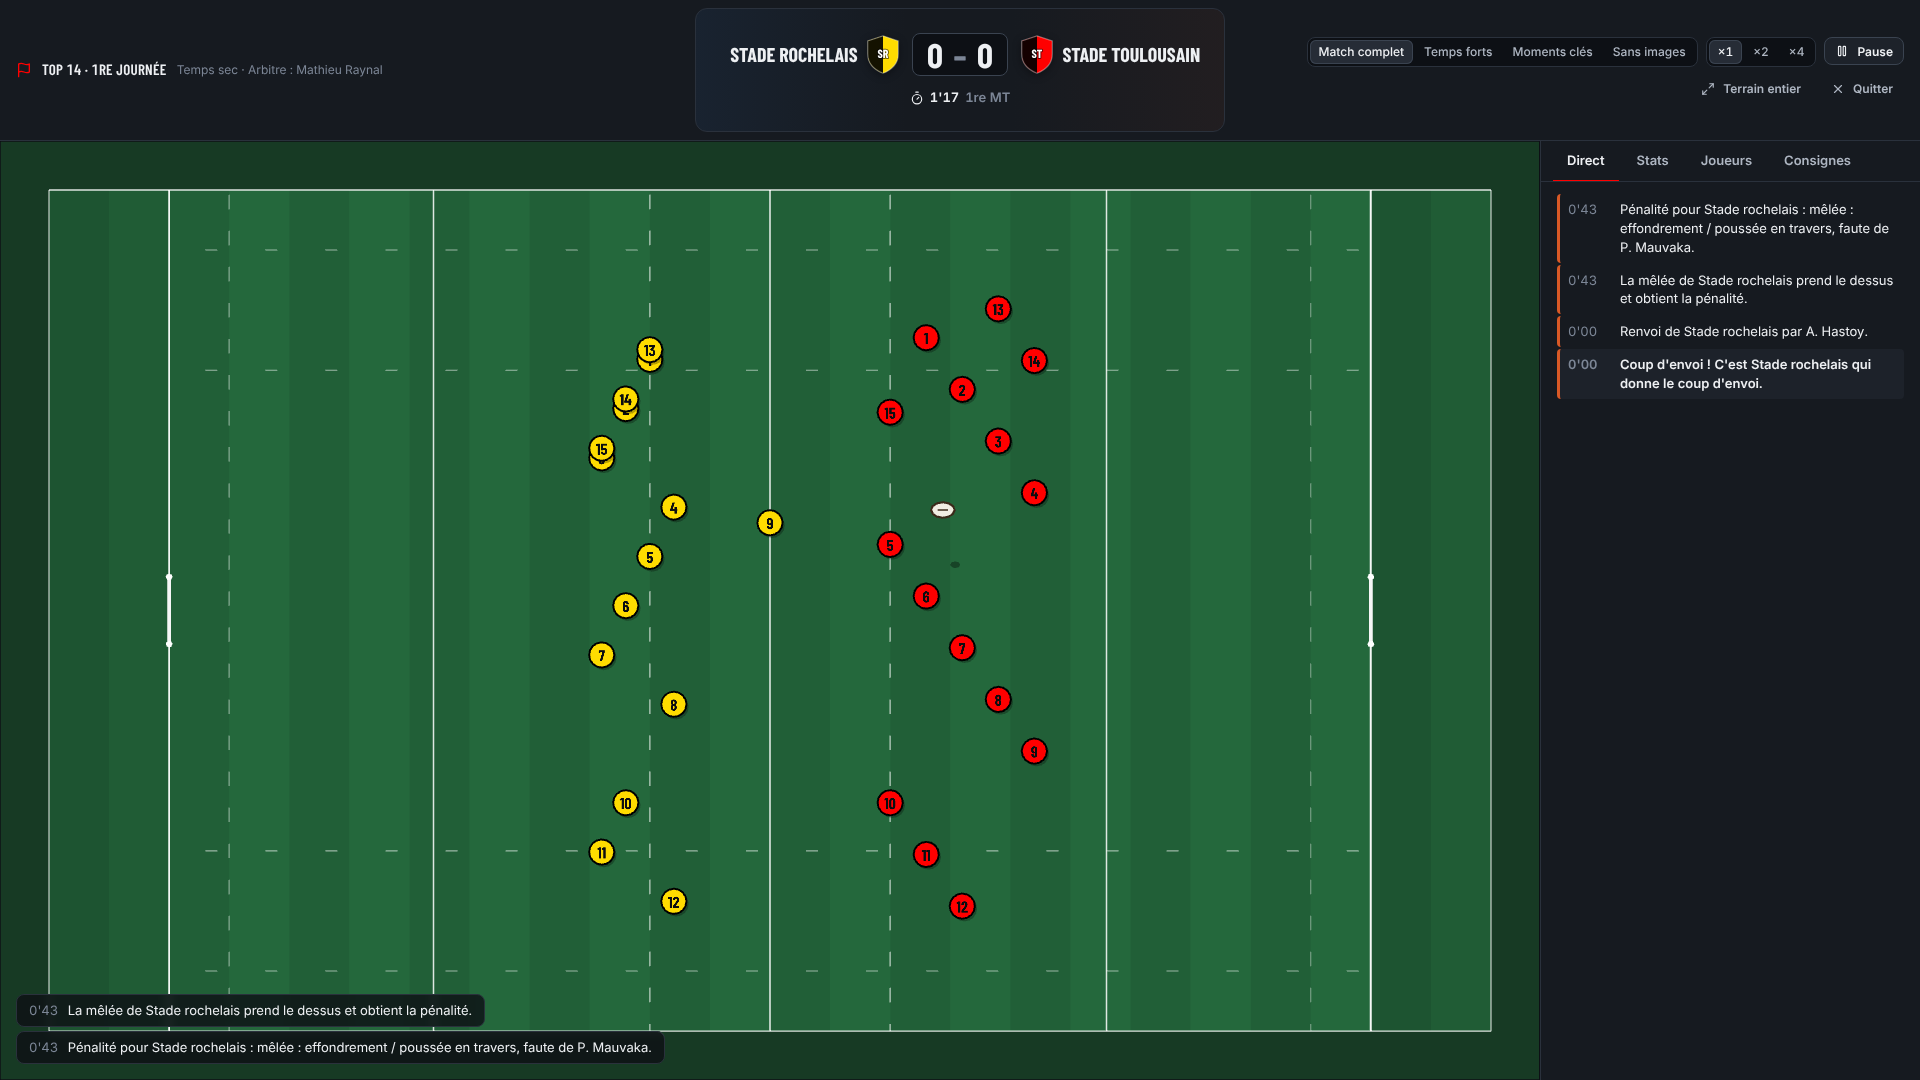 TOP 14 · 1RE JOURNÉE Temps sec · Arbitre : Mathieu Raynal
STADE ROCHELAIS SR 0 – 0 ST STADE TOULOUSAIN
1'17 1re MT
Match complet Temps forts Moments clés Sans images ×1 ×2 ×4 Pause
Terrain entier Quitter
Direct Stats Joueurs Consignes
0'43 Pénalité pour Stade rochelais : mêlée :
effondrement / poussée en travers, faute de
P. Mauvaka.
0'43 La mêlée de Stade rochelais prend le dessus
et obtient la pénalité.
0'00 Renvoi de Stade rochelais par A. Hastoy.
0'00 Coup d'envoi ! C'est Stade rochelais qui
donne le coup d'envoi.
13
1
13
14
14
2
15
15
3
4
4
9
5
5
6
6
7
7
8
8
9
10
10
11
11
12
12
0'43 La mêlée de Stade rochelais prend le dessus et obtient la pénalité.
0'43 Pénalité pour Stade rochelais : mêlée : effondrement / poussée en travers, faute de P. Mauvaka.